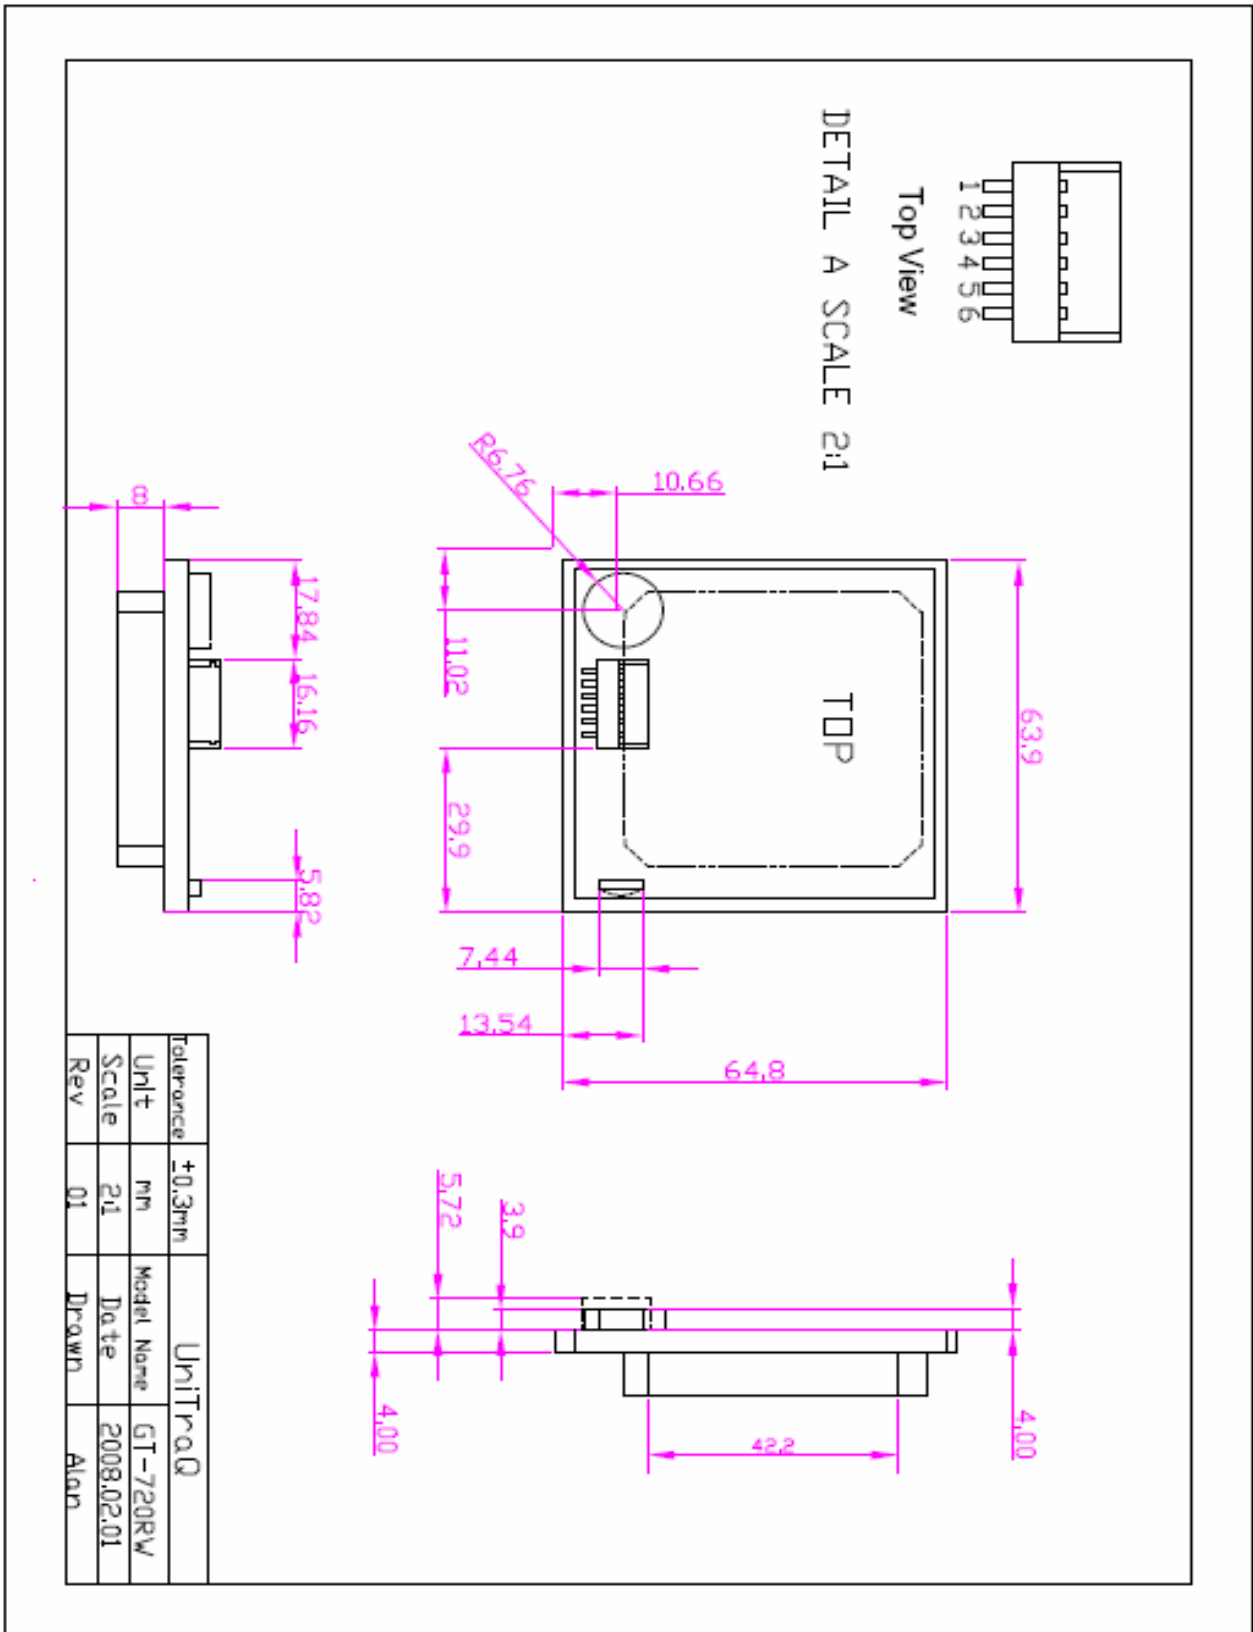 1 2 3 4 5 6
Top View
DETAIL A SCALE 2:1
R6,76
10,66
63,9
TOP
11,02
29,9
7,44
13,54
64,8
8
17,84
16,16
5,82
5,72
3,9
4,00
42,2
4,00
Tolerance ±0.3mm UniTraQ
Unit mm Model Name GT-720RW
Scale 2:1 Date 2008.02.01
Rev 01 Drawn Alan